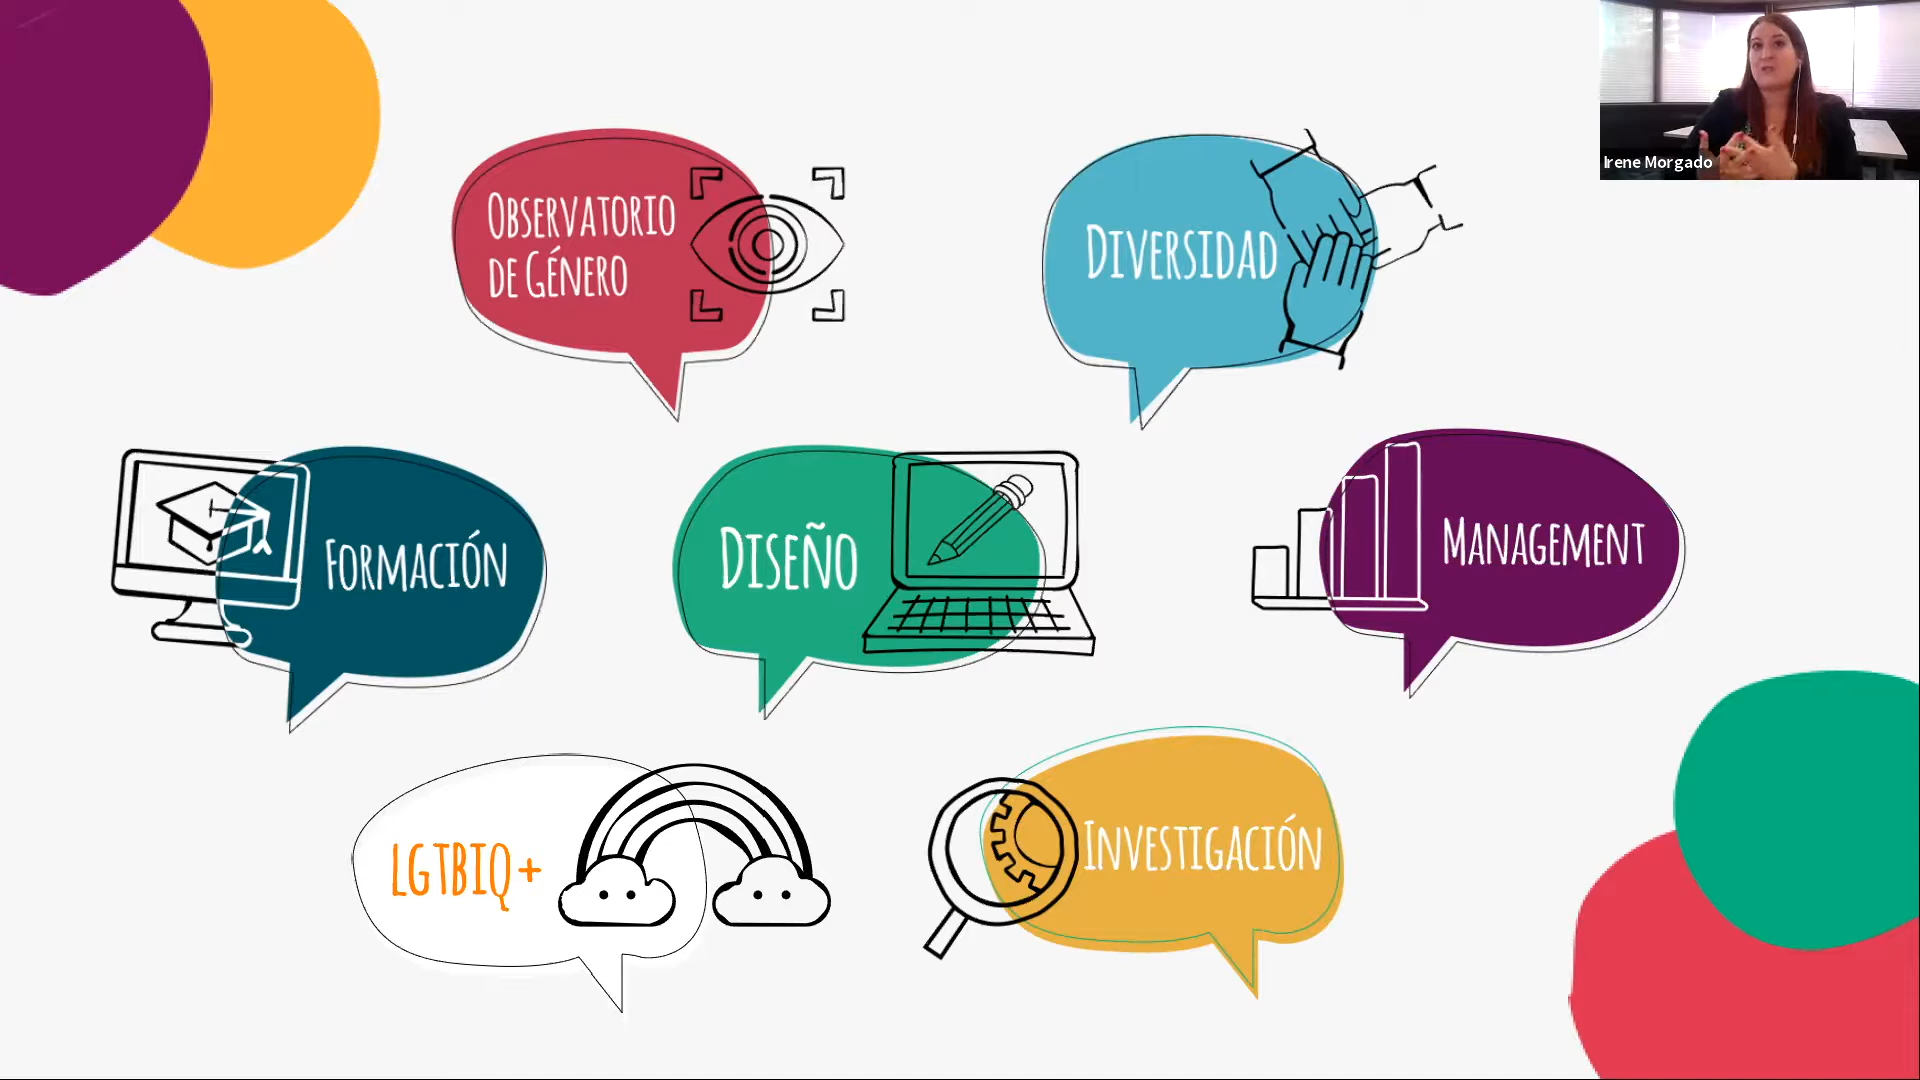 Irene Morgado
OBSERVATORIO
DE GÉNERO
DIVERSIDAD
FORMACIÓN
DISEÑO
MANAGEMENT
LGTBIQ+
INVESTIGACIÓN